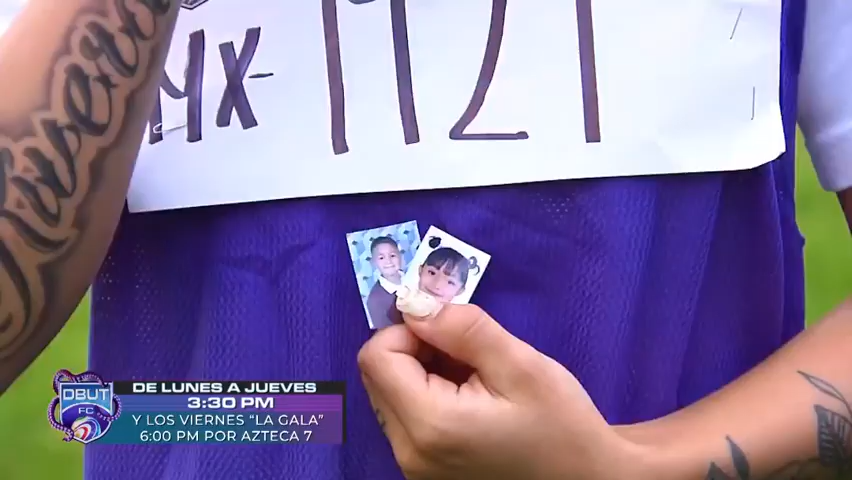 MX-1121
DBUT
FC
DE LUNES A JUEVES
3:30 PM
Y LOS VIERNES “LA GALA”
6:00 PM POR AZTECA 7